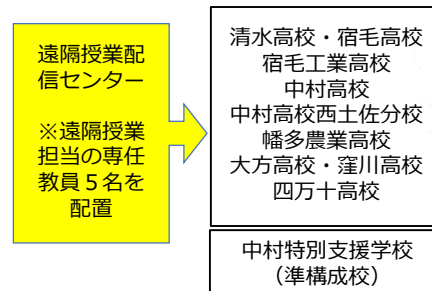 遠隔授業配
信センター
※遠隔授業
担当の専任
教員５名を
配置
清水高校・宿毛高校
宿毛工業高校
中村高校
中村高校西土佐分校
幡多農業高校
大方高校・窪川高校
四万十高校
中村特別支援学校
（準構成校）